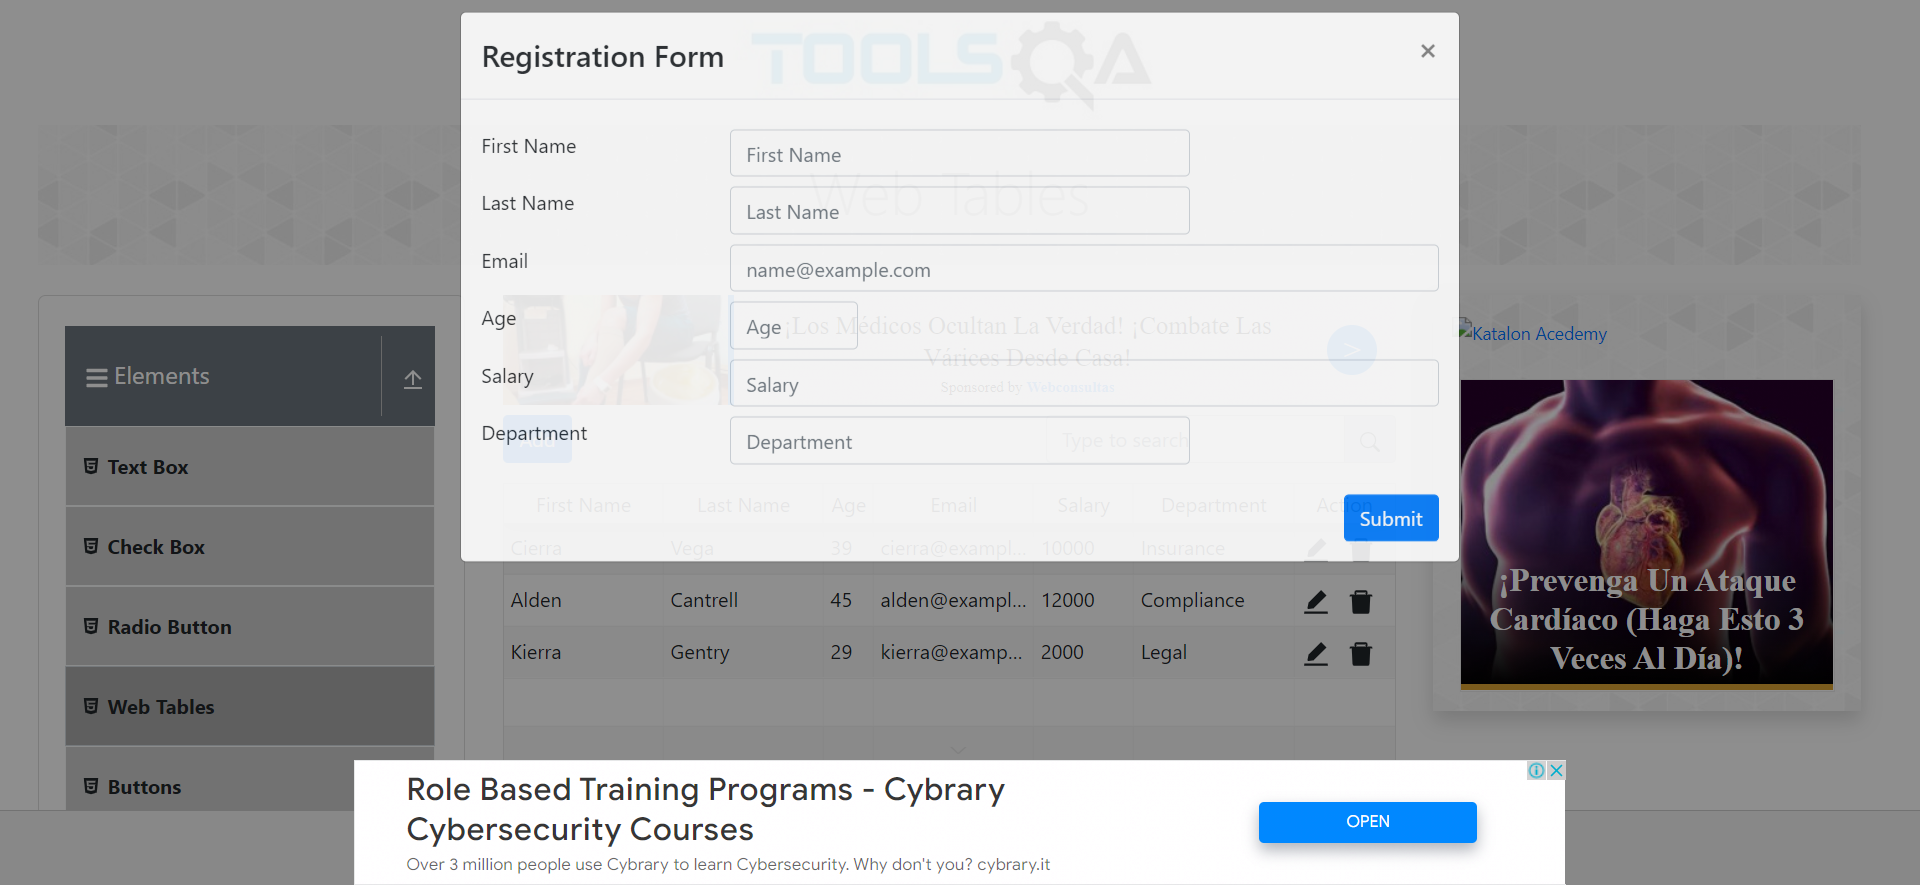 TOOLSQA
Registration Form
×
Web Tables
First Name
First Name
Last Name
Last Name
Email
name@example.com
Age
Age
¡Los Médicos Ocultan La Verdad! ¡Combate Las
Várices Desde Casa!
Sponsored by Webconsultas
>
Salary
Salary
Department
Department
Type to search
Submit
First Name Last Name Age Email Salary Department Action
Cierra Vega 39 cierra@exampl... 10000 Insurance
Alden Cantrell 45 alden@exampl... 12000 Compliance
Kierra Gentry 29 kierra@examp... 2000 Legal
Elements
Text Box
Check Box
Radio Button
Web Tables
Buttons
Katalon Acedemy
¡Prevenga Un Ataque
Cardíaco (Haga Esto 3
Veces Al Día)!
Role Based Training Programs - Cybrary
Cybersecurity Courses
Over 3 million people use Cybrary to learn Cybersecurity. Why don't you? cybrary.it
OPEN